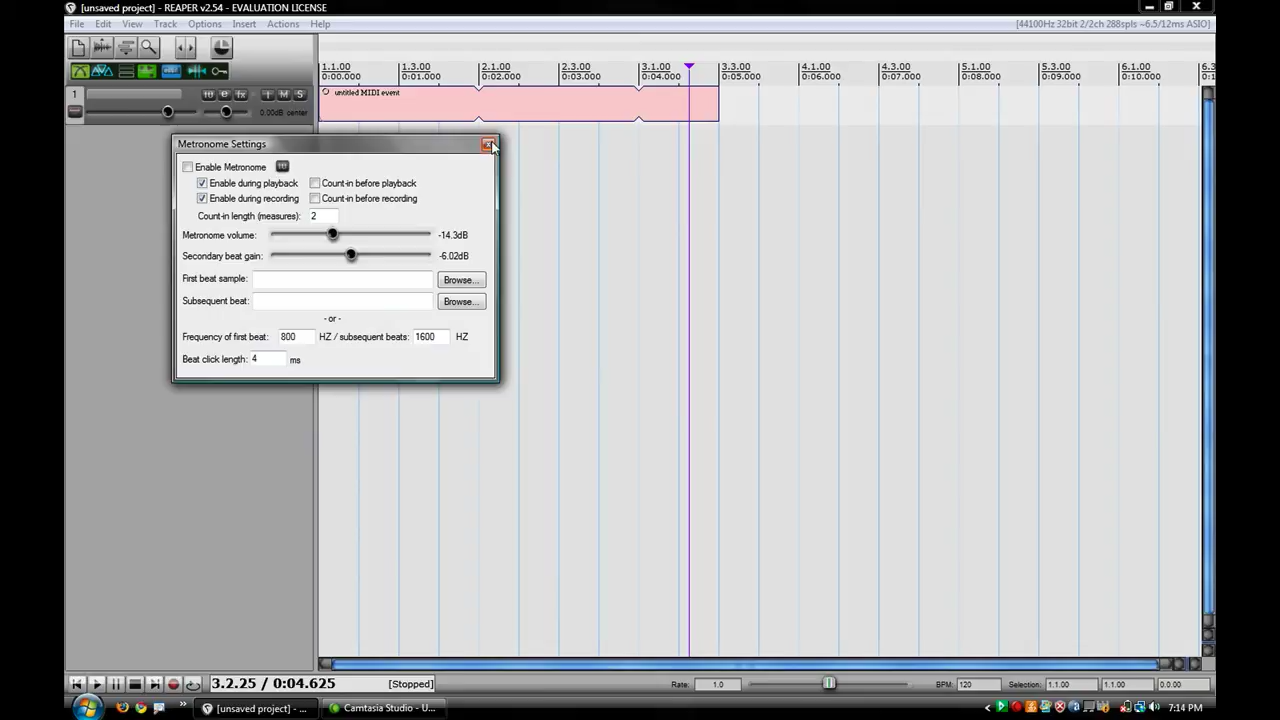 [unsaved project] - REAPER v2.54 - EVALUATION LICENSE
File Edit View Track Options Insert Actions Help [44100Hz 32bit 2/2ch 288spls ~6.5/12ms ASIO]
1.1.00 1.3.00 2.1.00 2.3.00 3.1.00 3.3.00 4.1.00 4.3.00 5.1.00 5.3.00 6.1.00 6.3
0:00.000 0:01.000 0:02.000 0:03.000 0:04.000 0:05.000 0:06.000 0:07.000 0:08.000 0:09.000 0:10.000 0:1
1 fx I M S untitled MIDI event
0.00dB center
Metronome Settings
Enable Metronome
Enable during playback Count-in before playback
Enable during recording Count-in before recording
Count-in length (measures): 2
Metronome volume: -14.3dB
Secondary beat gain: -6.02dB
First beat sample: Browse...
Subsequent beat: Browse...
- or -
Frequency of first beat: 800 HZ / subsequent beats: 1600 HZ
Beat click length: 4 ms
3.2.25 / 0:04.625 [Stopped] Rate: 1.0 BPM: 120 Selection: 1.1.00 1.1.00 0.0.00
[unsaved project] - ... Camtasia Studio - U... 7:14 PM